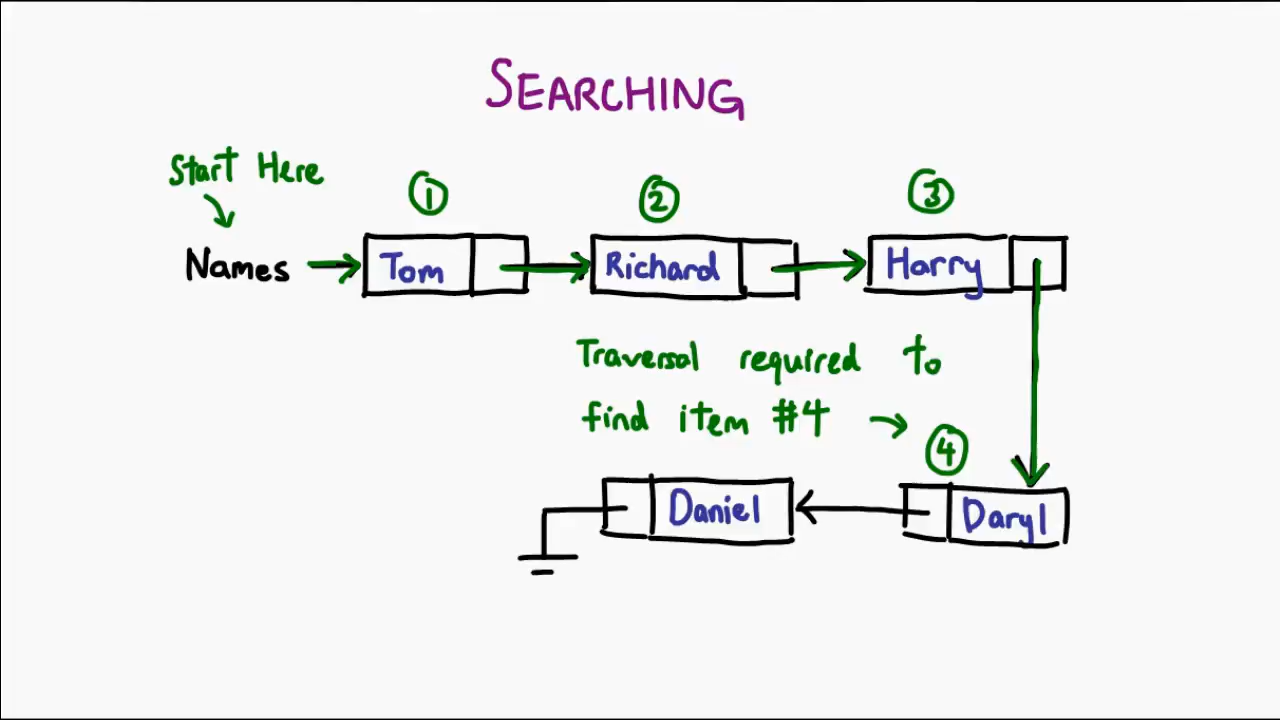 SEARCHING
Start Here
1 2 3
Names Tom Richard Harry
Traversal required to
find item #4
4
Daniel Daryl